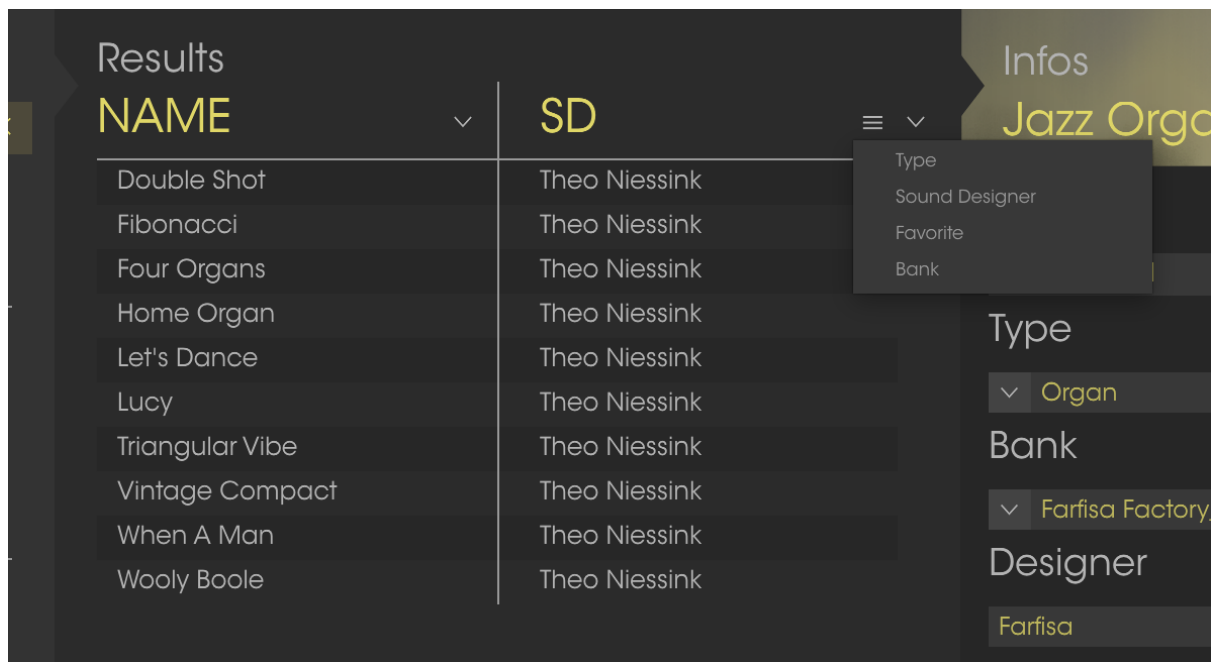 Results
NAME
SD
Double Shot Theo Niessink
Fibonacci Theo Niessink
Four Organs Theo Niessink
Home Organ Theo Niessink
Let's Dance Theo Niessink
Lucy Theo Niessink
Triangular Vibe Theo Niessink
Vintage Compact Theo Niessink
When A Man Theo Niessink
Wooly Boole Theo Niessink
Type
Sound Designer
Favorite
Bank
Infos
Jazz
Type
Organ
Bank
Farfisa Factory
Designer
Farfisa